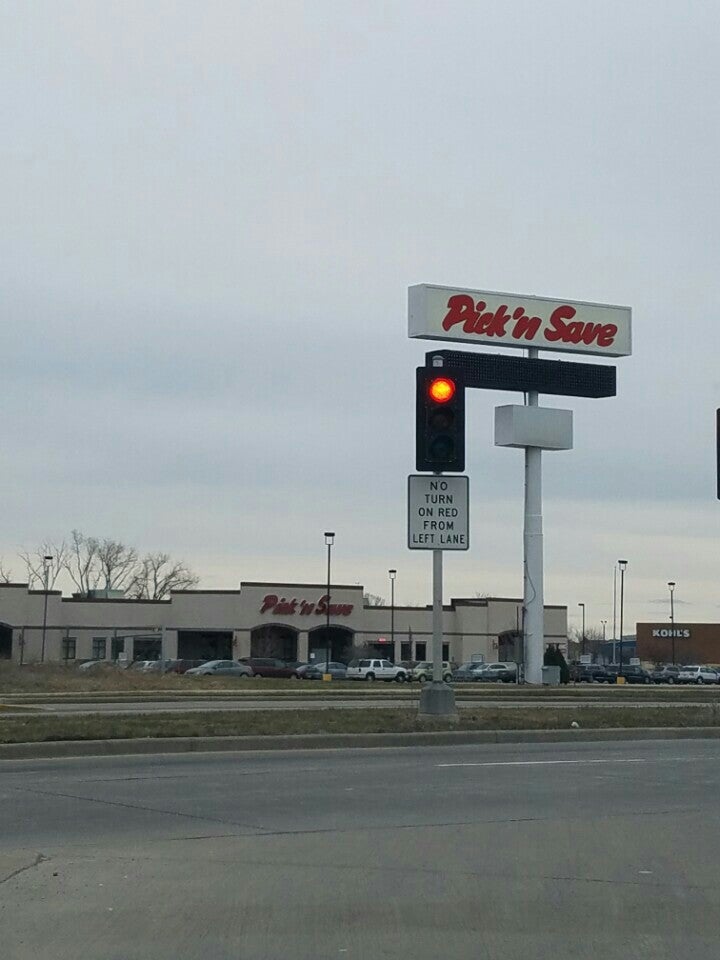 Pick'n Save
NO
TURN
ON RED
FROM
LEFT LANE
Pick'n Save
KOHL'S